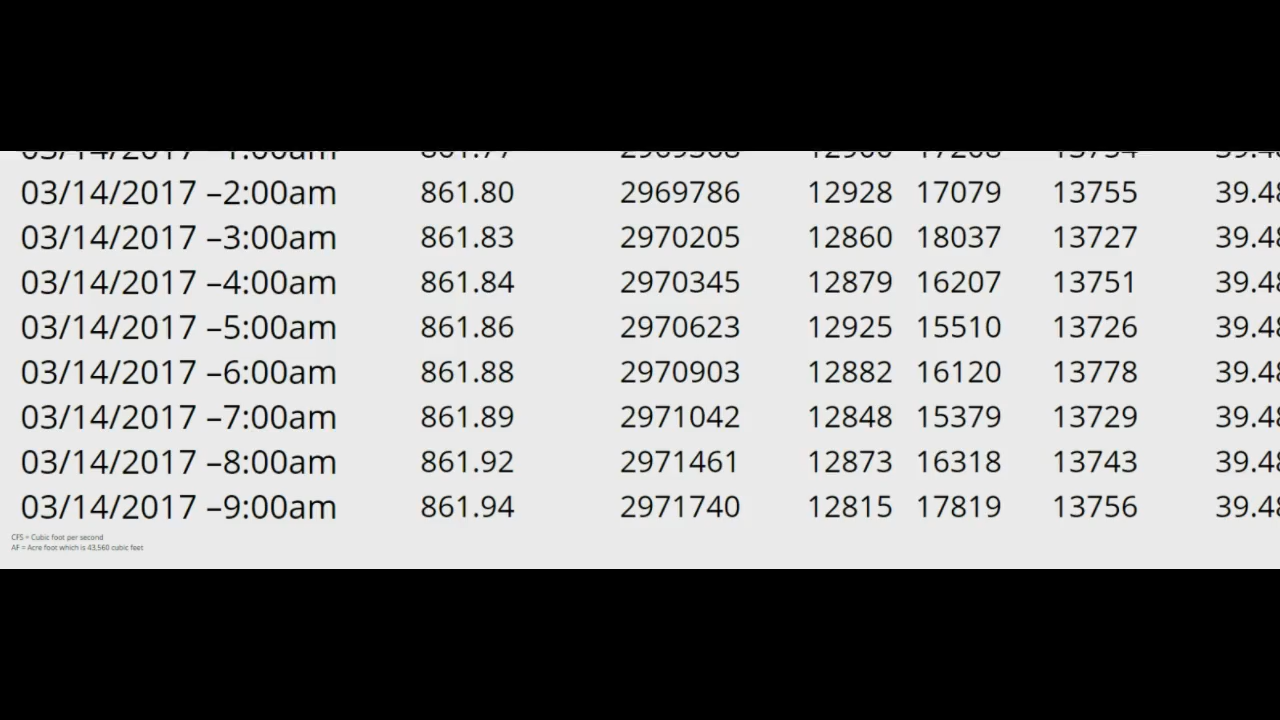 03/14/2017 –2:00am 861.80 2969786 12928 17079 13755 39.48
03/14/2017 –3:00am 861.83 2970205 12860 18037 13727 39.48
03/14/2017 –4:00am 861.84 2970345 12879 16207 13751 39.48
03/14/2017 –5:00am 861.86 2970623 12925 15510 13726 39.48
03/14/2017 –6:00am 861.88 2970903 12882 16120 13778 39.48
03/14/2017 –7:00am 861.89 2971042 12848 15379 13729 39.48
03/14/2017 –8:00am 861.92 2971461 12873 16318 13743 39.48
03/14/2017 –9:00am 861.94 2971740 12815 17819 13756 39.48
CFS = Cubic foot per second
AF = Acre foot which is 43,560 cubic feet